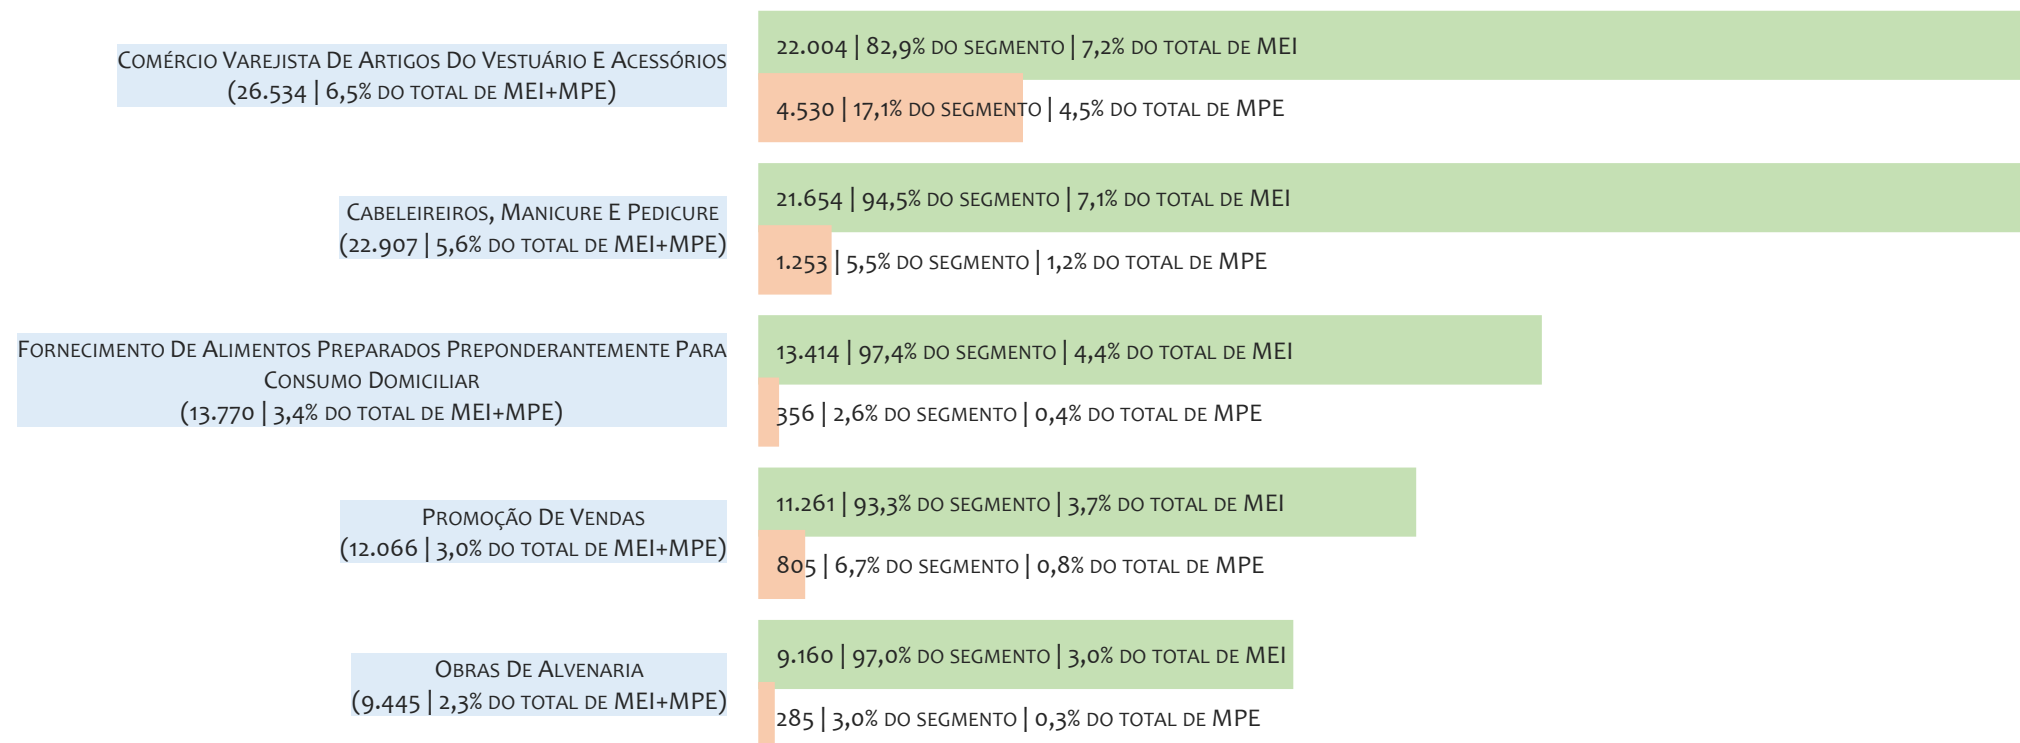 Comércio Varejista De Artigos Do Vestuário E Acessórios
(26.534 | 6,5% do total de MEI+MPE)
22.004 | 82,9% do segmento | 7,2% do total de MEI
4.530 | 17,1% do segmento | 4,5% do total de MPE
Cabeleireiros, Manicure E Pedicure
(22.907 | 5,6% do total de MEI+MPE)
21.654 | 94,5% do segmento | 7,1% do total de MEI
1.253 | 5,5% do segmento | 1,2% do total de MPE
Fornecimento De Alimentos Preparados Preponderantemente Para
Consumo Domiciliar
(13.770 | 3,4% do total de MEI+MPE)
13.414 | 97,4% do segmento | 4,4% do total de MEI
356 | 2,6% do segmento | 0,4% do total de MPE
Promoção De Vendas
(12.066 | 3,0% do total de MEI+MPE)
11.261 | 93,3% do segmento | 3,7% do total de MEI
805 | 6,7% do segmento | 0,8% do total de MPE
Obras De Alvenaria
(9.445 | 2,3% do total de MEI+MPE)
9.160 | 97,0% do segmento | 3,0% do total de MEI
285 | 3,0% do segmento | 0,3% do total de MPE